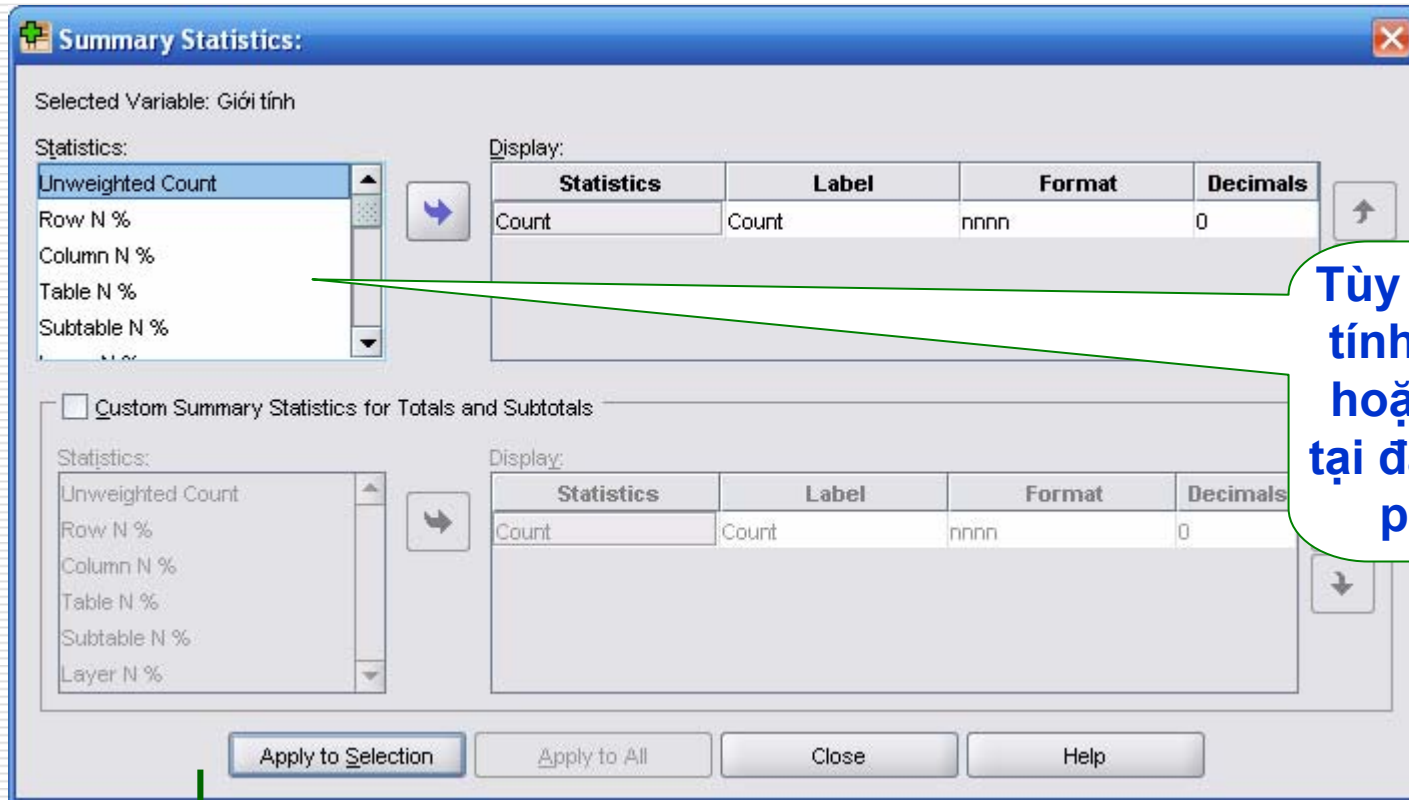 Summary Statistics:
Selected Variable: Giới tính
Statistics:
Unweighted Count
Row N %
Column N %
Table N %
Subtable N %
Display:
Statistics Label Format Decimals
Count Count nnnn 0
Tùy
tính
hoặ
tại đ
p
Custom Summary Statistics for Totals and Subtotals
Statistics:
Unweighted Count
Row N %
Column N %
Table N %
Subtable N %
Layer N %
Display:
Statistics Label Format Decimals
Count Count nnnn 0
Apply to Selection Apply to All Close Help